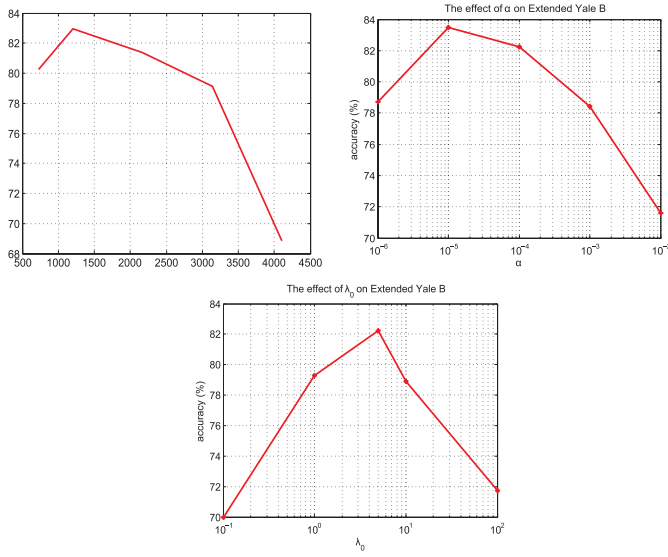 84
82
80
78
76
74
72
70
68
500 1000 1500 2000 2500 3000 3500 4000 4500
The effect of α on Extended Yale B
84
82
80
78
76
74
72
70
accuracy (%)
10⁻⁶ 10⁻⁵ 10⁻⁴ 10⁻³
α
The effect of λ₀ on Extended Yale B
84
82
80
78
76
74
72
70
accuracy (%)
10⁻¹ 10⁰ 10¹ 10²
λ₀